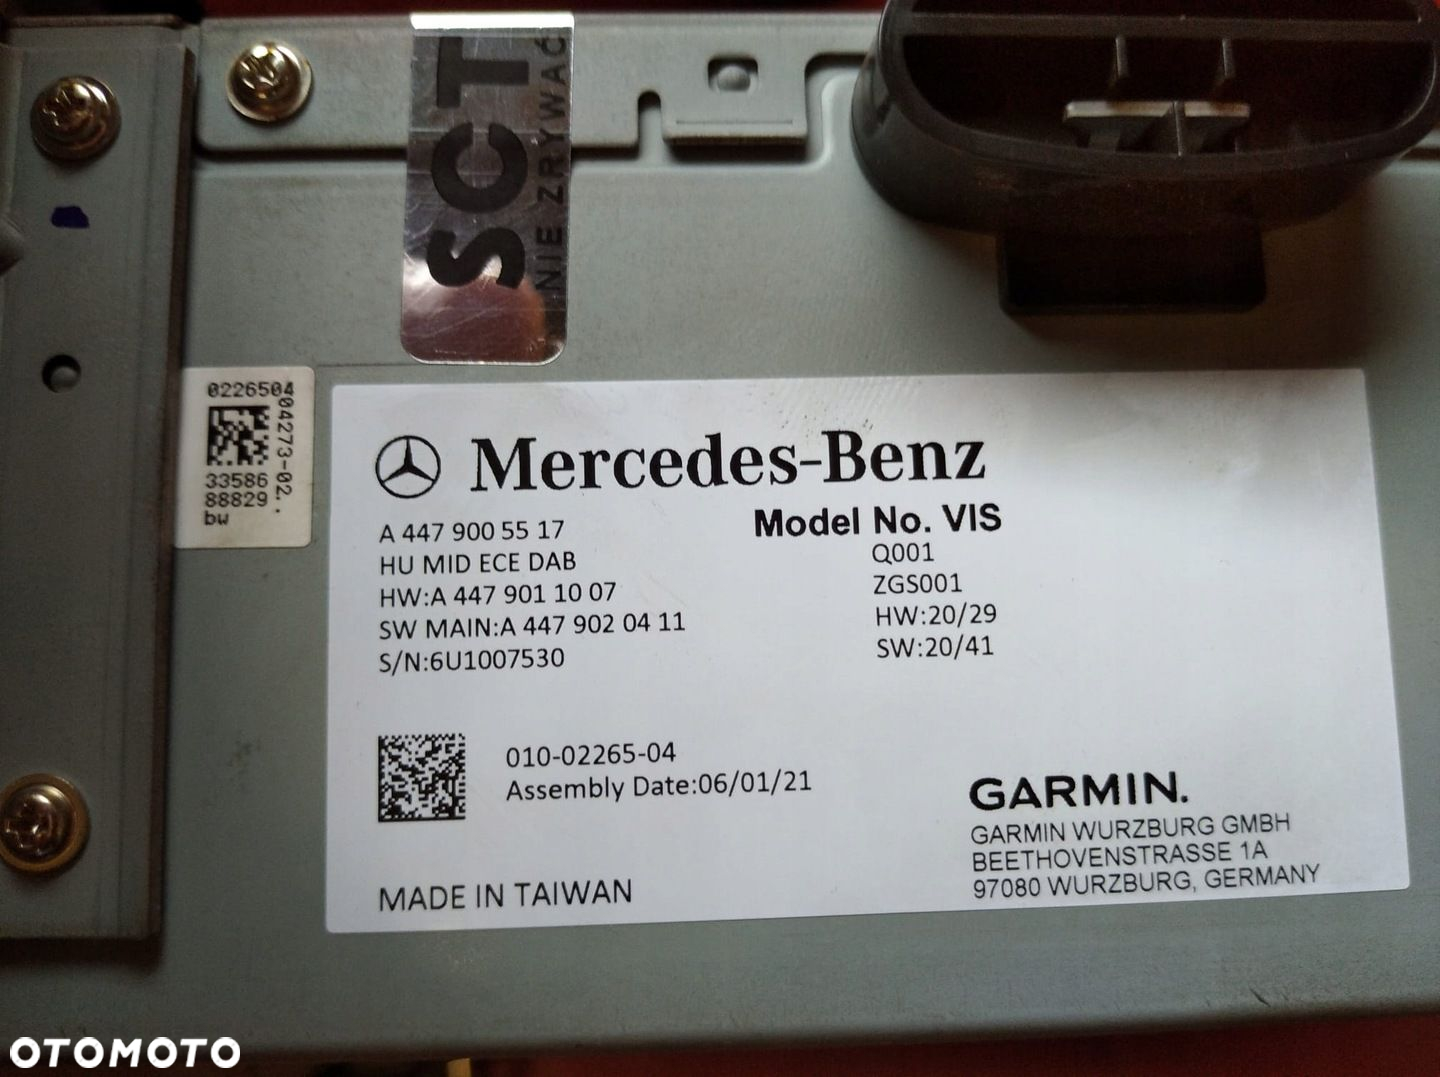 SCT
NIE ZRYWAĆ
0226504
04273-02.
33586
88829
bw
Mercedes-Benz
A 447 900 55 17
HU MID ECE DAB
HW:A 447 901 10 07
SW MAIN:A 447 902 04 11
S/N:6U1007530
Model No. VIS
Q001
ZGS001
HW:20/29
SW:20/41
010-02265-04
Assembly Date:06/01/21
MADE IN TAIWAN
GARMIN.
GARMIN WURZBURG GMBH
BEETHOVENSTRASSE 1A
97080 WURZBURG, GERMANY
OTOMOTO